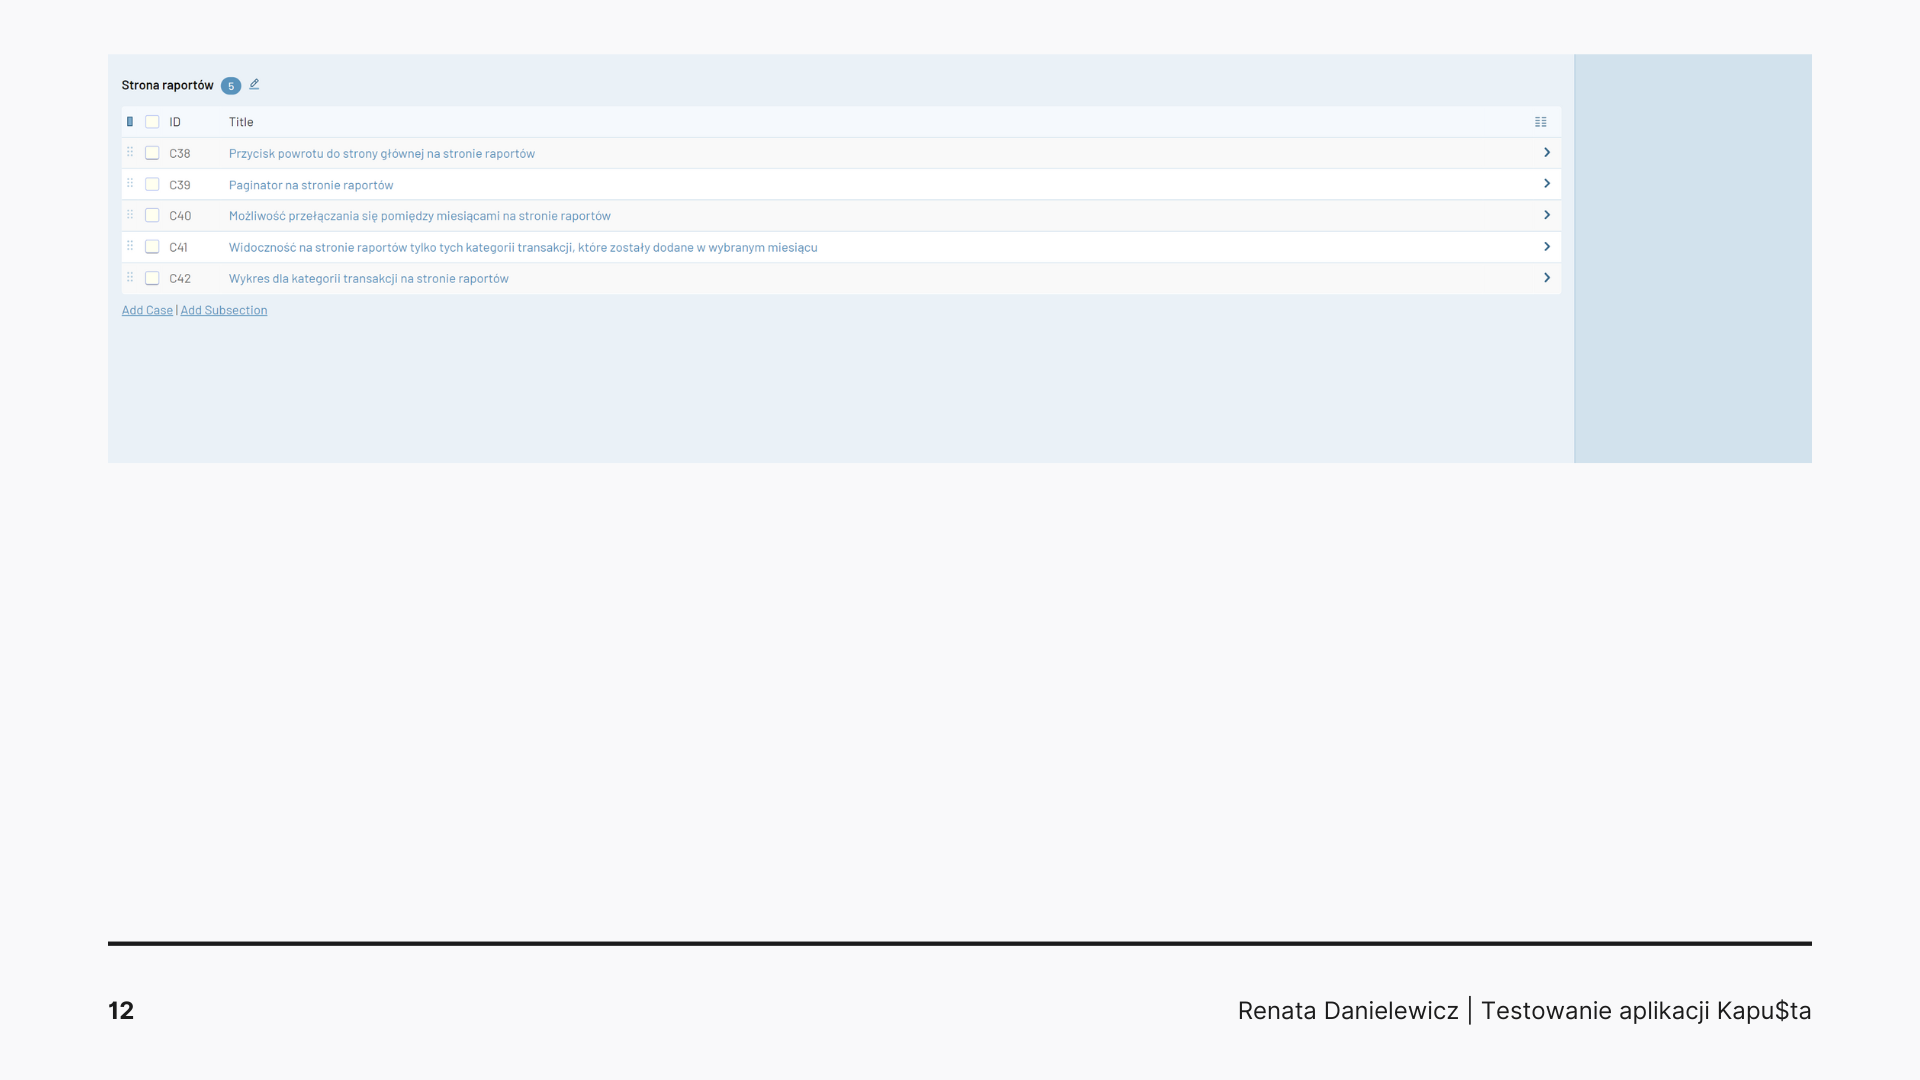 Strona raportów 5
ID Title
C38 Przycisk powrotu do strony głównej na stronie raportów
C39 Paginator na stronie raportów
C40 Możliwość przełączania się pomiędzy miesiącami na stronie raportów
C41 Widoczność na stronie raportów tylko tych kategorii transakcji, które zostały dodane w wybranym miesiącu
C42 Wykres dla kategorii transakcji na stronie raportów
Add Case | Add Subsection
12
Renata Danielewicz | Testowanie aplikacji Kapu$ta